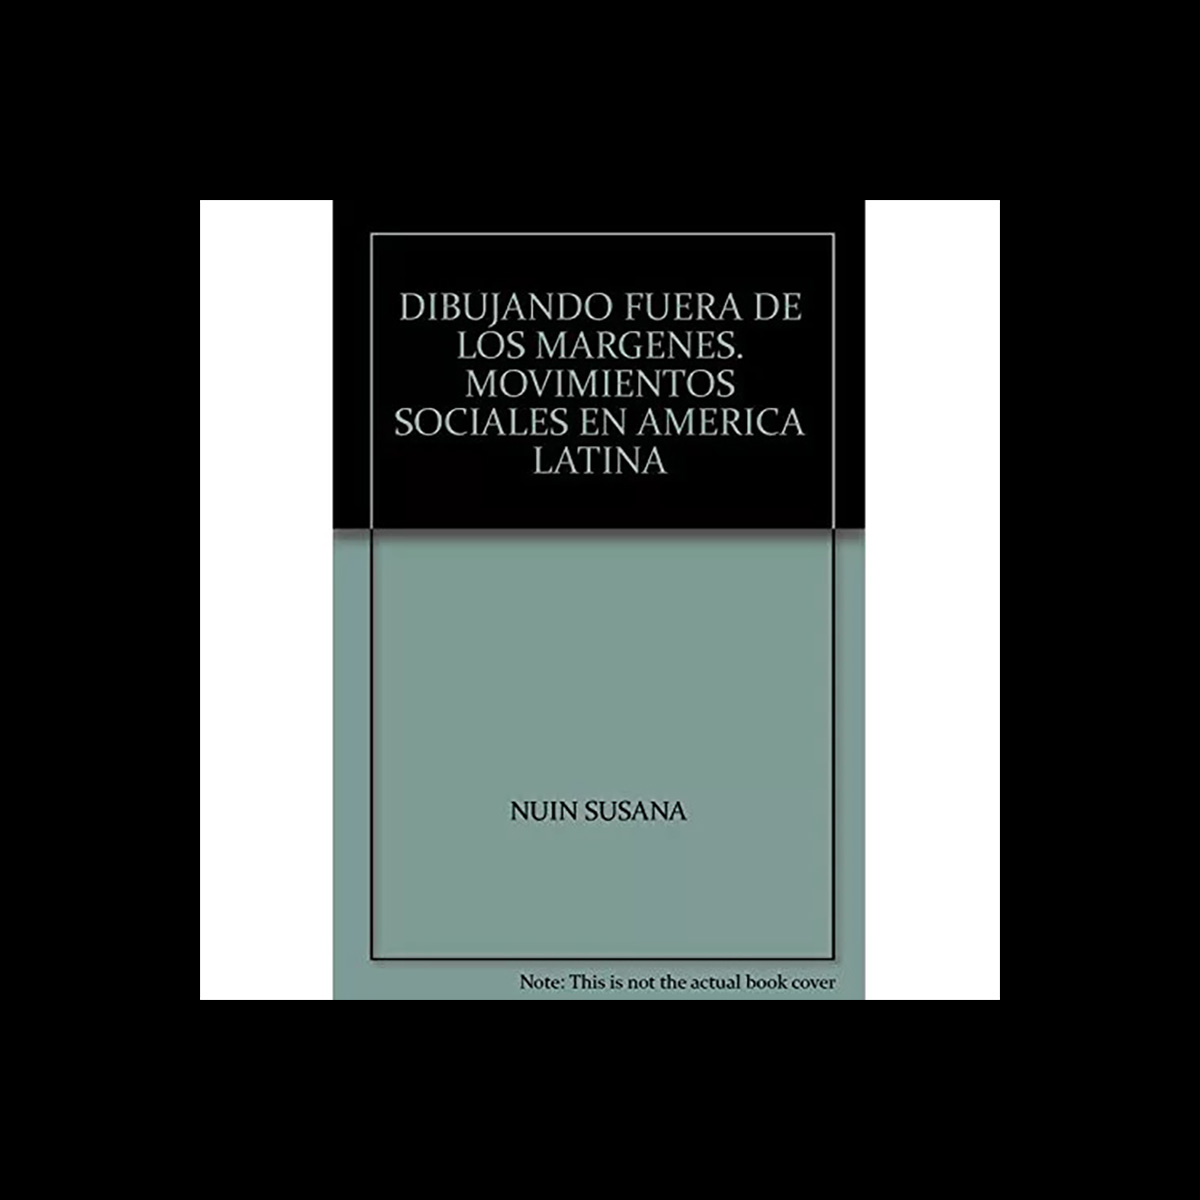 DIBUJANDO FUERA DE
LOS MARGENES.
MOVIMIENTOS
SOCIALES EN AMERICA
LATINA
NUIN SUSANA
Note: This is not the actual book cover